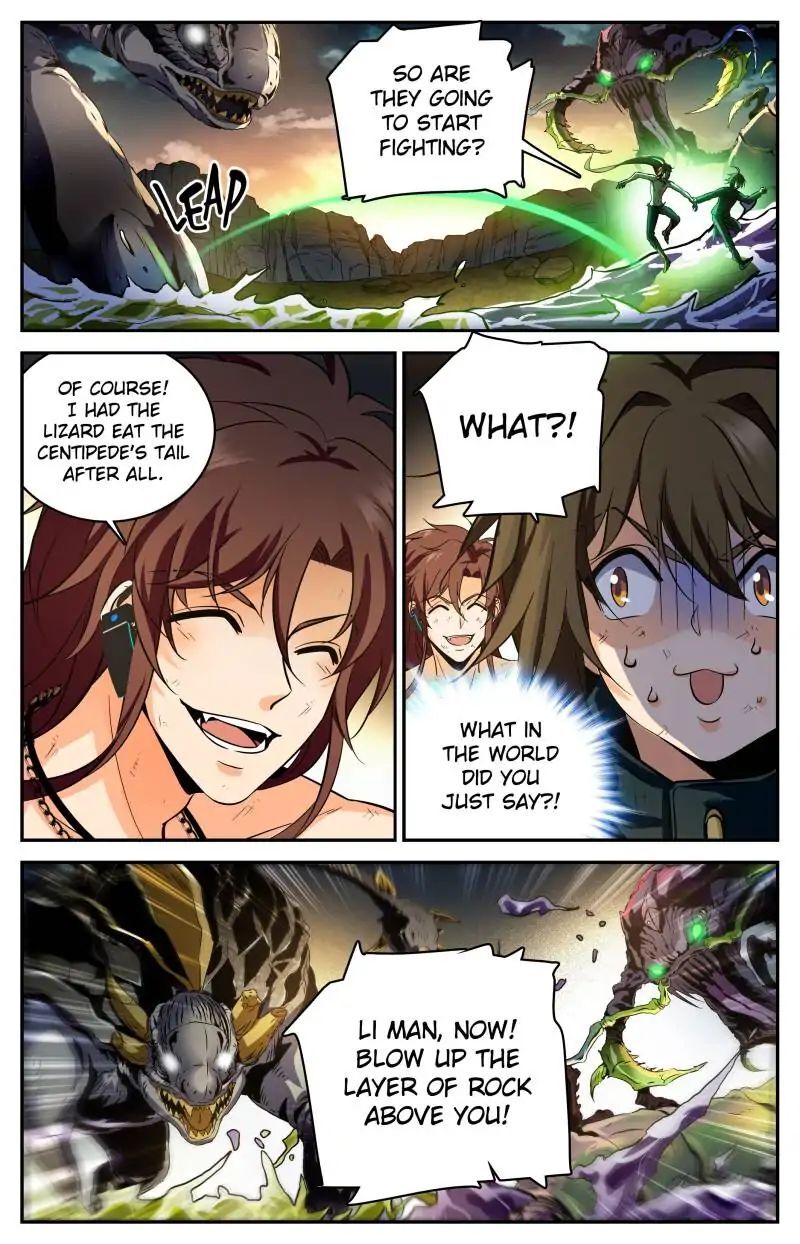 SO ARE
THEY GOING
TO START
FIGHTING?
LEAP
OF COURSE!
I HAD THE
LIZARD EAT THE
CENTIPEDE'S TAIL
AFTER ALL.
WHAT?!
WHAT IN
THE WORLD
DID YOU
JUST SAY?!
LI MAN, NOW!
BLOW UP THE
LAYER OF ROCK
ABOVE YOU!